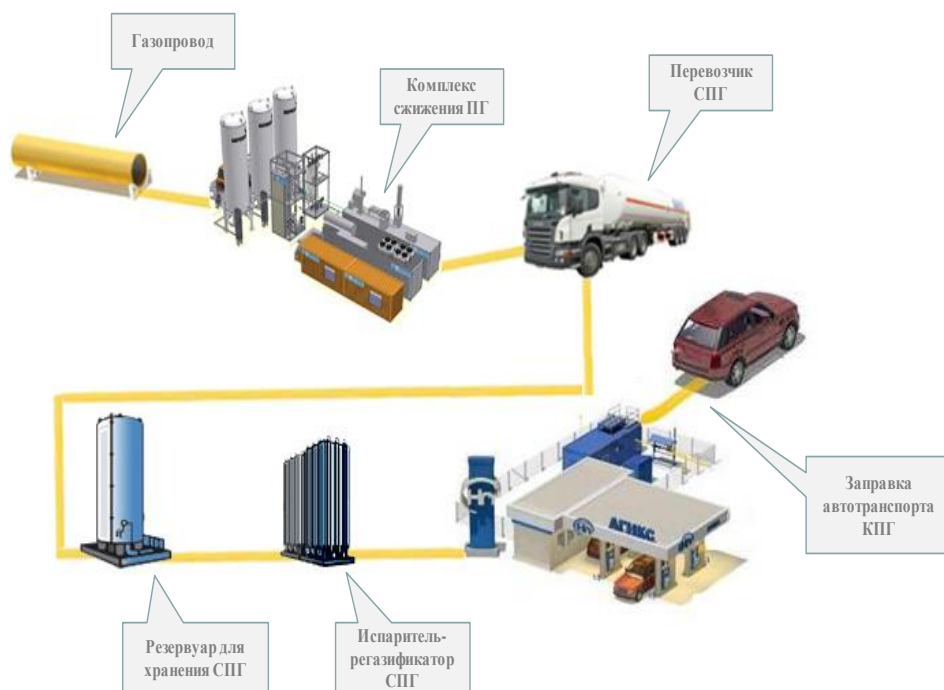 Газопровод
Комплекс
сжижения ПГ
Перевозчик
СПГ
Заправка
автотранспорта
КПГ
АГНКС
Резервуар для
хранения СПГ
Испаритель-
регазификатор
СПГ